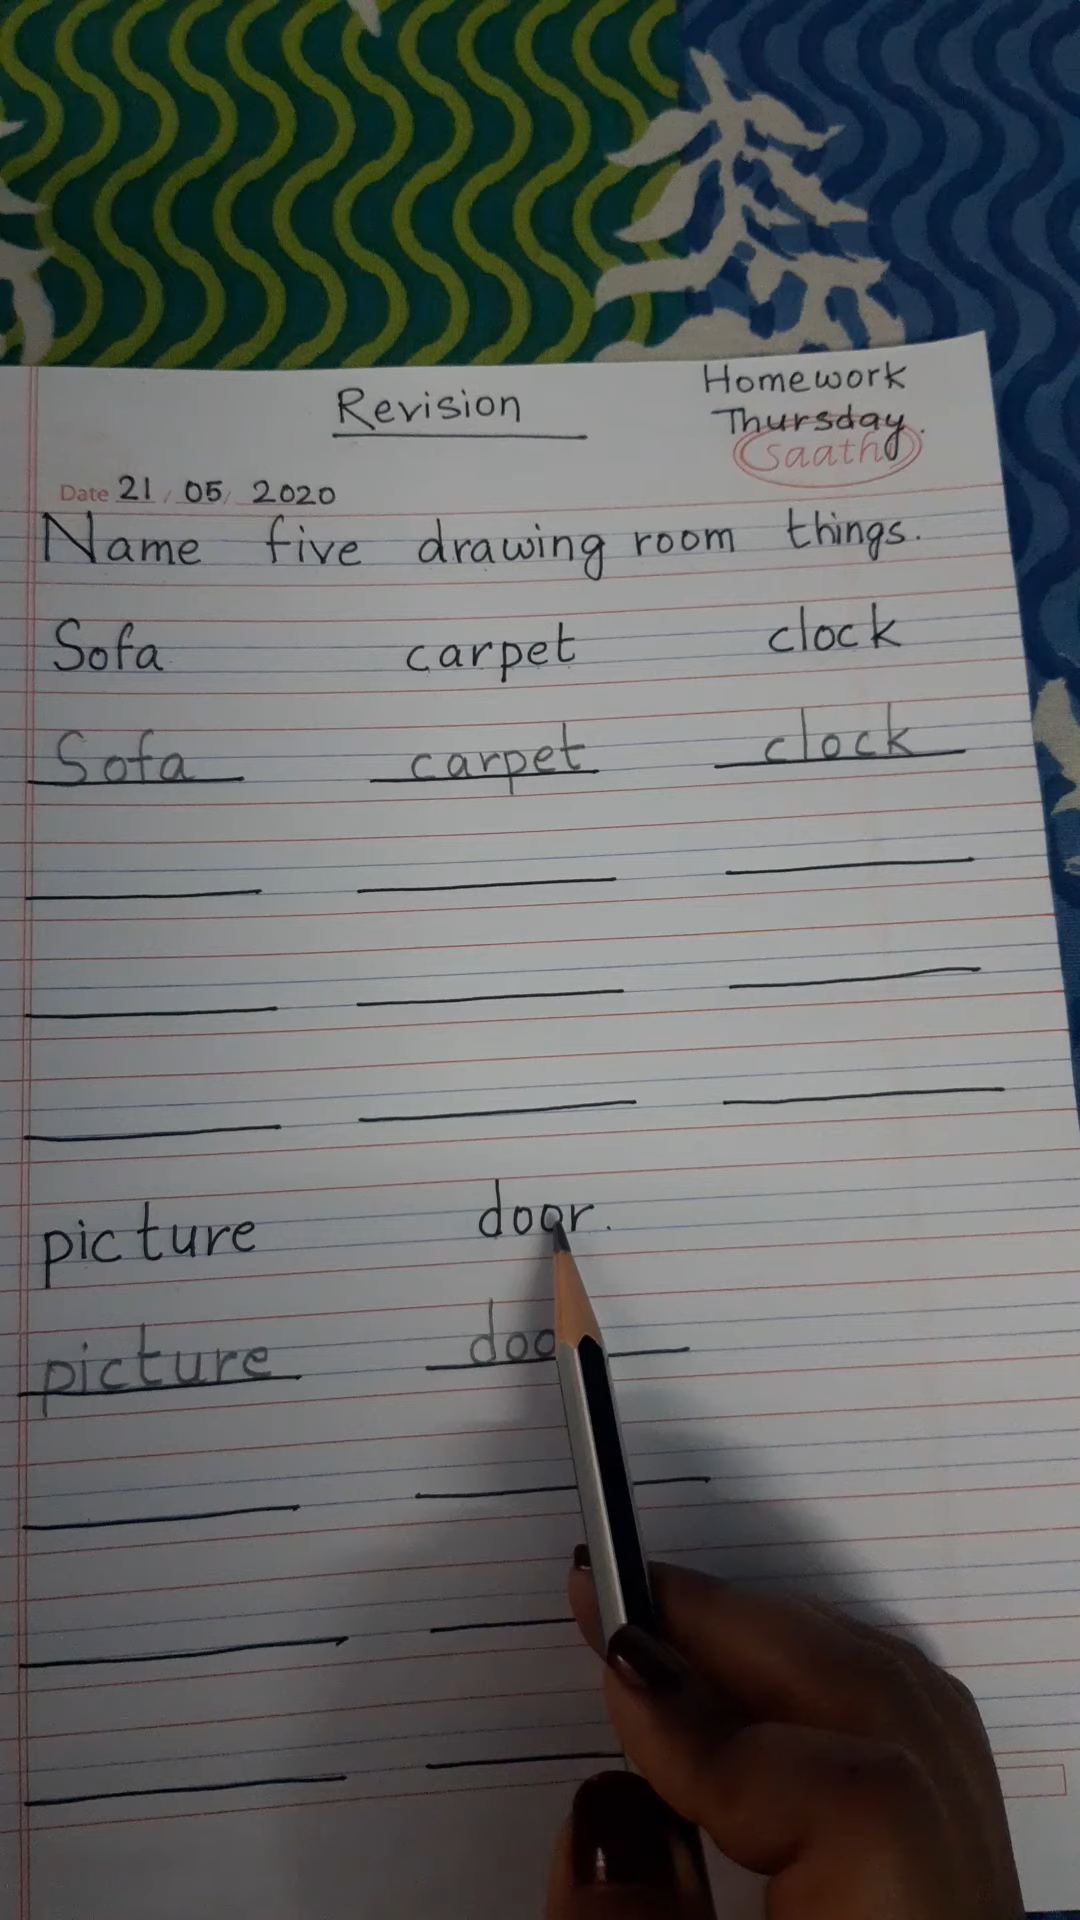 Homework
Revision
Thursday.
saathi
Date 21/05/2020
Name five drawing room things.
Sofa carpet clock
Sofa carpet clock
picture door.
picture doo